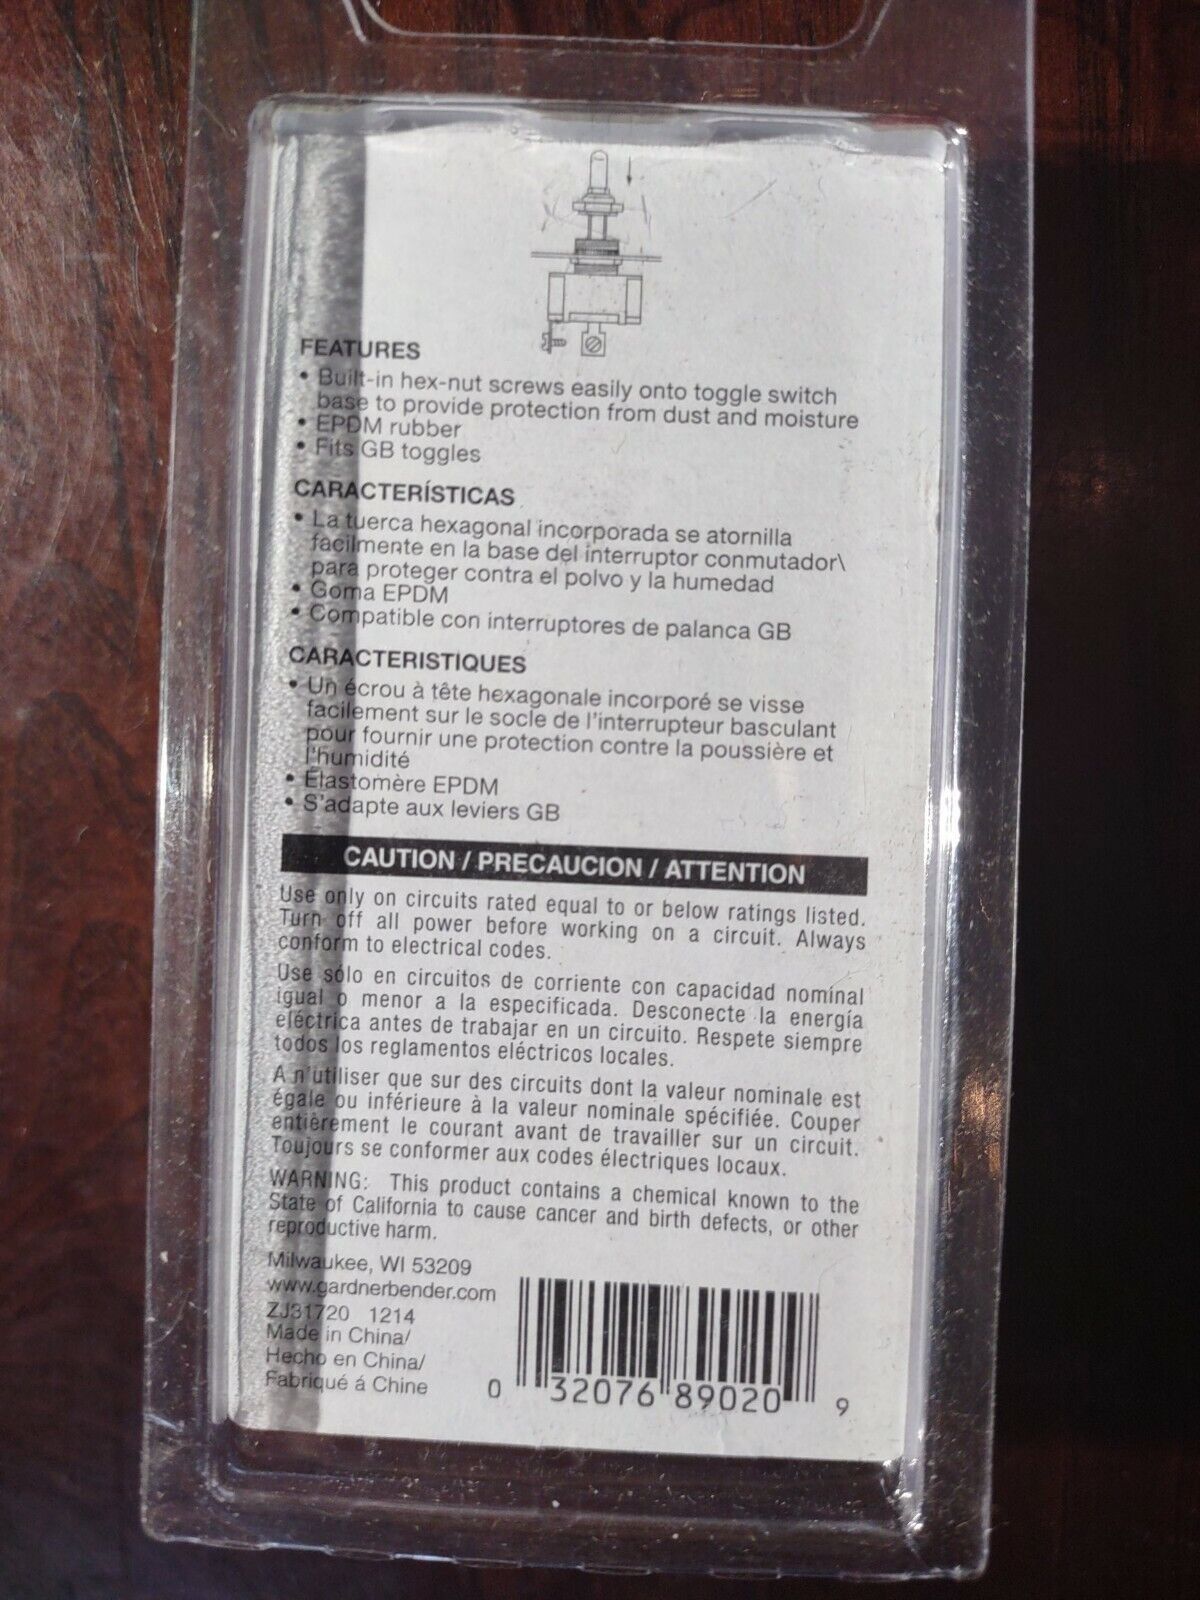 FEATURES
• Built-in hex-nut screws easily onto toggle switch
base to provide protection from dust and moisture
• EPDM rubber
• Fits GB toggles
CARACTERÍSTICAS
• La tuerca hexagonal incorporada se atornilla
facilmente en la base del interruptor conmutador\
para proteger contra el polvo y la humedad
• Goma EPDM
• Compatible con interruptores de palanca GB
CARACTERISTIQUES
• Un écrou à tête hexagonale incorporé se visse
facilement sur le socle de l'interrupteur basculant
pour fournir une protection contre la poussière et
l'humidité
• Élastomère EPDM
• S'adapte aux leviers GB
CAUTION / PRECAUCION / ATTENTION
Use only on circuits rated equal to or below ratings listed.
Turn off all power before working on a circuit. Always
conform to electrical codes.
Use sólo en circuitos de corriente con capacidad nominal
igual o menor a la especificada. Desconecte la energía
eléctrica antes de trabajar en un circuito. Respete siempre
todos los reglamentos eléctricos locales.
A n'utiliser que sur des circuits dont la valeur nominale est
égale ou inférieure à la valeur nominale spécifiée. Couper
entièrement le courant avant de travailler sur un circuit.
Toujours se conformer aux codes électriques locaux.
WARNING: This product contains a chemical known to the
State of California to cause cancer and birth defects, or other
reproductive harm.
Milwaukee, WI 53209
www.gardnerbender.com
ZJ31720 1214
Made in China/
Hecho en China/
Fabriqué á Chine
0 32076 89020 9